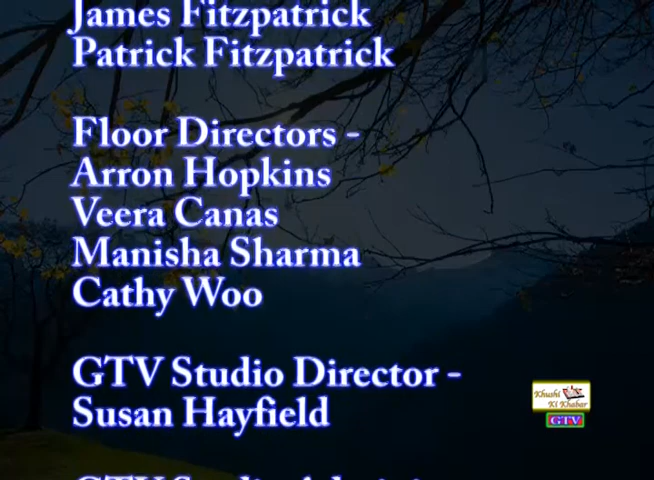 James Fitzpatrick
Patrick Fitzpatrick
Floor Directors -
Arron Hopkins
Veera Canas
Manisha Sharma
Cathy Woo
GTV Studio Director -
Susan Hayfield
Khushi
Ki Khabar
GTV